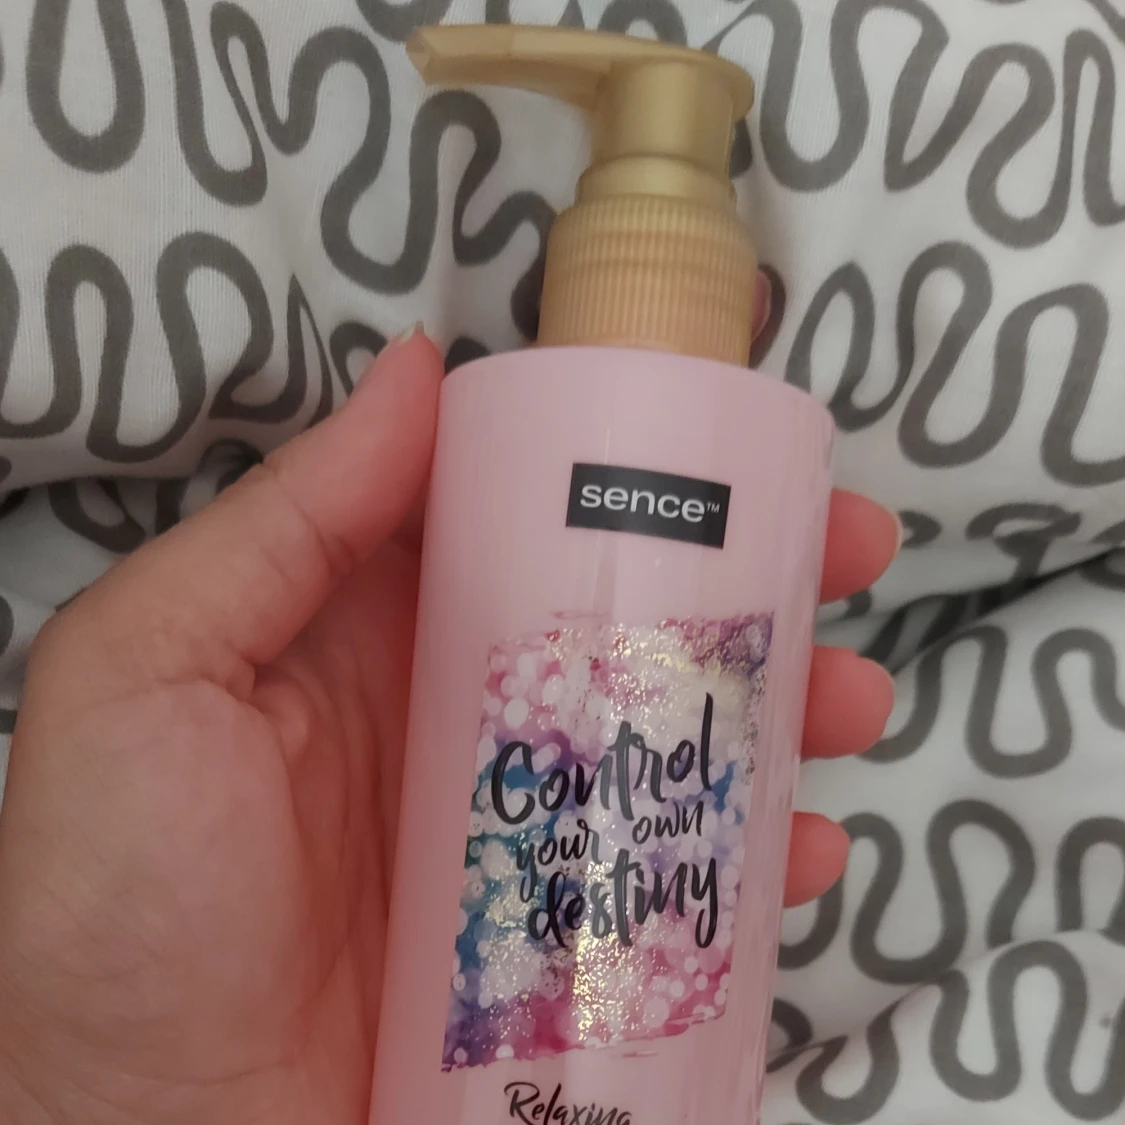 sence™
Control
your own
destiny
Relaxing